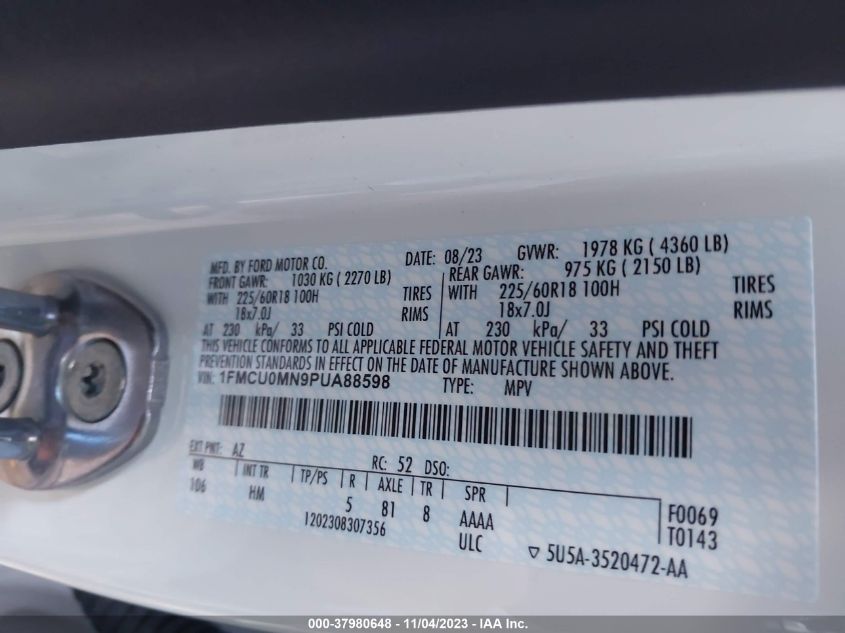 MFD. BY FORD MOTOR CO. DATE: 08/23 GVWR: 1978 KG ( 4360 LB)
FRONT GAWR: 1030 KG ( 2270 LB) REAR GAWR: 975 KG ( 2150 LB)
WITH 225/60R18 100H TIRES WITH 225/60R18 100H TIRES
18x7.0J RIMS 18x7.0J RIMS
AT 230 kPa/ 33 PSI COLD AT 230 kPa/ 33 PSI COLD
THIS VEHICLE CONFORMS TO ALL APPLICABLE FEDERAL MOTOR VEHICLE SAFETY AND THEFT
PREVENTION STANDARDS IN EFFECT ON THE DATE OF MANUFACTURE SHOWN ABOVE.
VIN: 1FMCU0MN9PUA88598 TYPE: MPV
EXT PNT: AZ RC: 52 DSO:
WB INT TR TP/PS R AXLE TR SPR
106 HM 5 81 8 AAAA F0069
1202308307356 ULC T0143
5U5A-3520472-AA
000-37980648 - 11/04/2023 - IAA Inc.